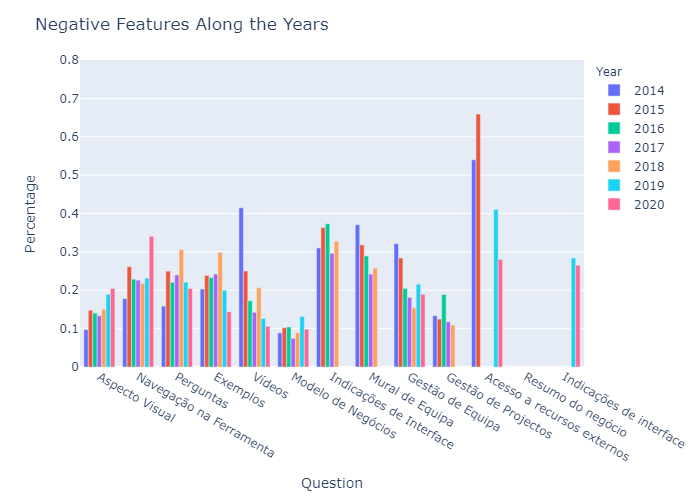 Negative Features Along the Years
0.8
0.7
0.6
0.5
0.4
0.3
0.2
0.1
0
Percentage
Aspecto Visual
Navegação na Ferramenta
Perguntas
Exemplos
Vídeos
Modelo de Negócios
Indicações de Interface
Mural de Equipa
Gestão de Equipa
Gestão de Projectos
Acesso a recursos externos
Resumo do negócio
Indicações de interface
Question
Year
2014
2015
2016
2017
2018
2019
2020